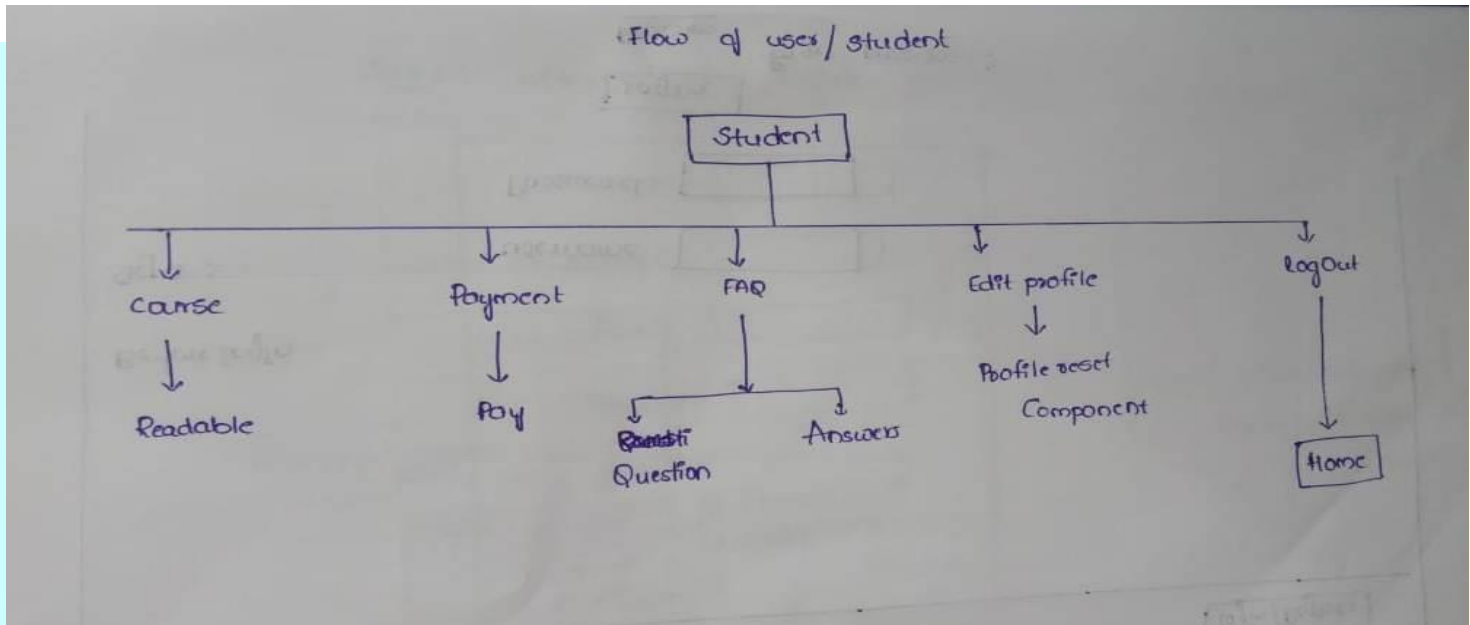 Flow of user/student
Student
Course
Payment
FAQ
Edit profile
LogOut
Readable
Pay
Question
Answers
Profile reset
Component
Home